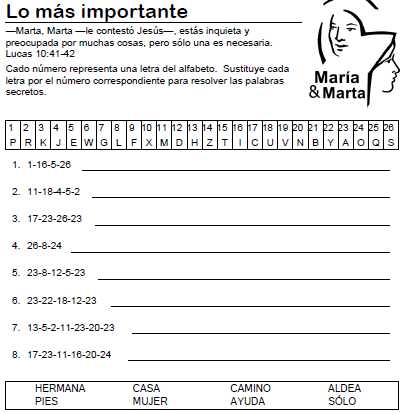 Lo más importante
—Marta, Marta —le contestó Jesús—, estás inquieta y
preocupada por muchas cosas, pero sólo una es necesaria.
Lucas 10:41-42
Cada número representa una letra del alfabeto. Sustituye cada
letra por el número correspondiente para resolver las palabras
secretos.
María
& Marta
1 2 3 4 5 6 7 8 9 10 11 12 13 14 15 16 17 18 19 20 21 22 23 24 25 26
P R K J E W G L F X M D H Z T I C U V N B Y A O Q S
1. 1-16-5-26
2. 11-18-4-5-2
3. 17-23-26-23
4. 26-8-24
5. 23-8-12-5-23
6. 23-22-18-12-23
7. 13-5-2-11-23-20-23
8. 17-23-11-16-20-24
HERMANA CASA CAMINO ALDEA
PIES MUJER AYUDA SÓLO